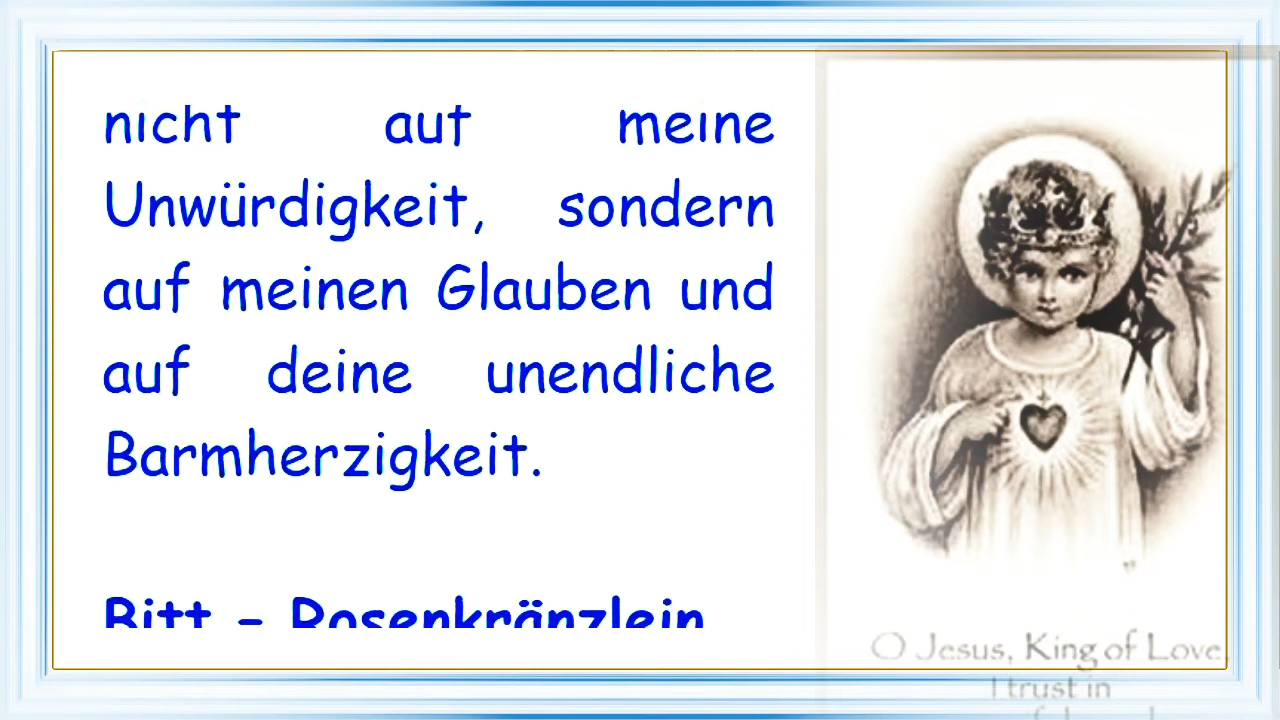 nicht auf meine
Unwürdigkeit, sondern
auf meinen Glauben und
auf deine unendliche
Barmherzigkeit.
Bitt – Rosenkränzlein
O Jesus, King of Love,
I trust in